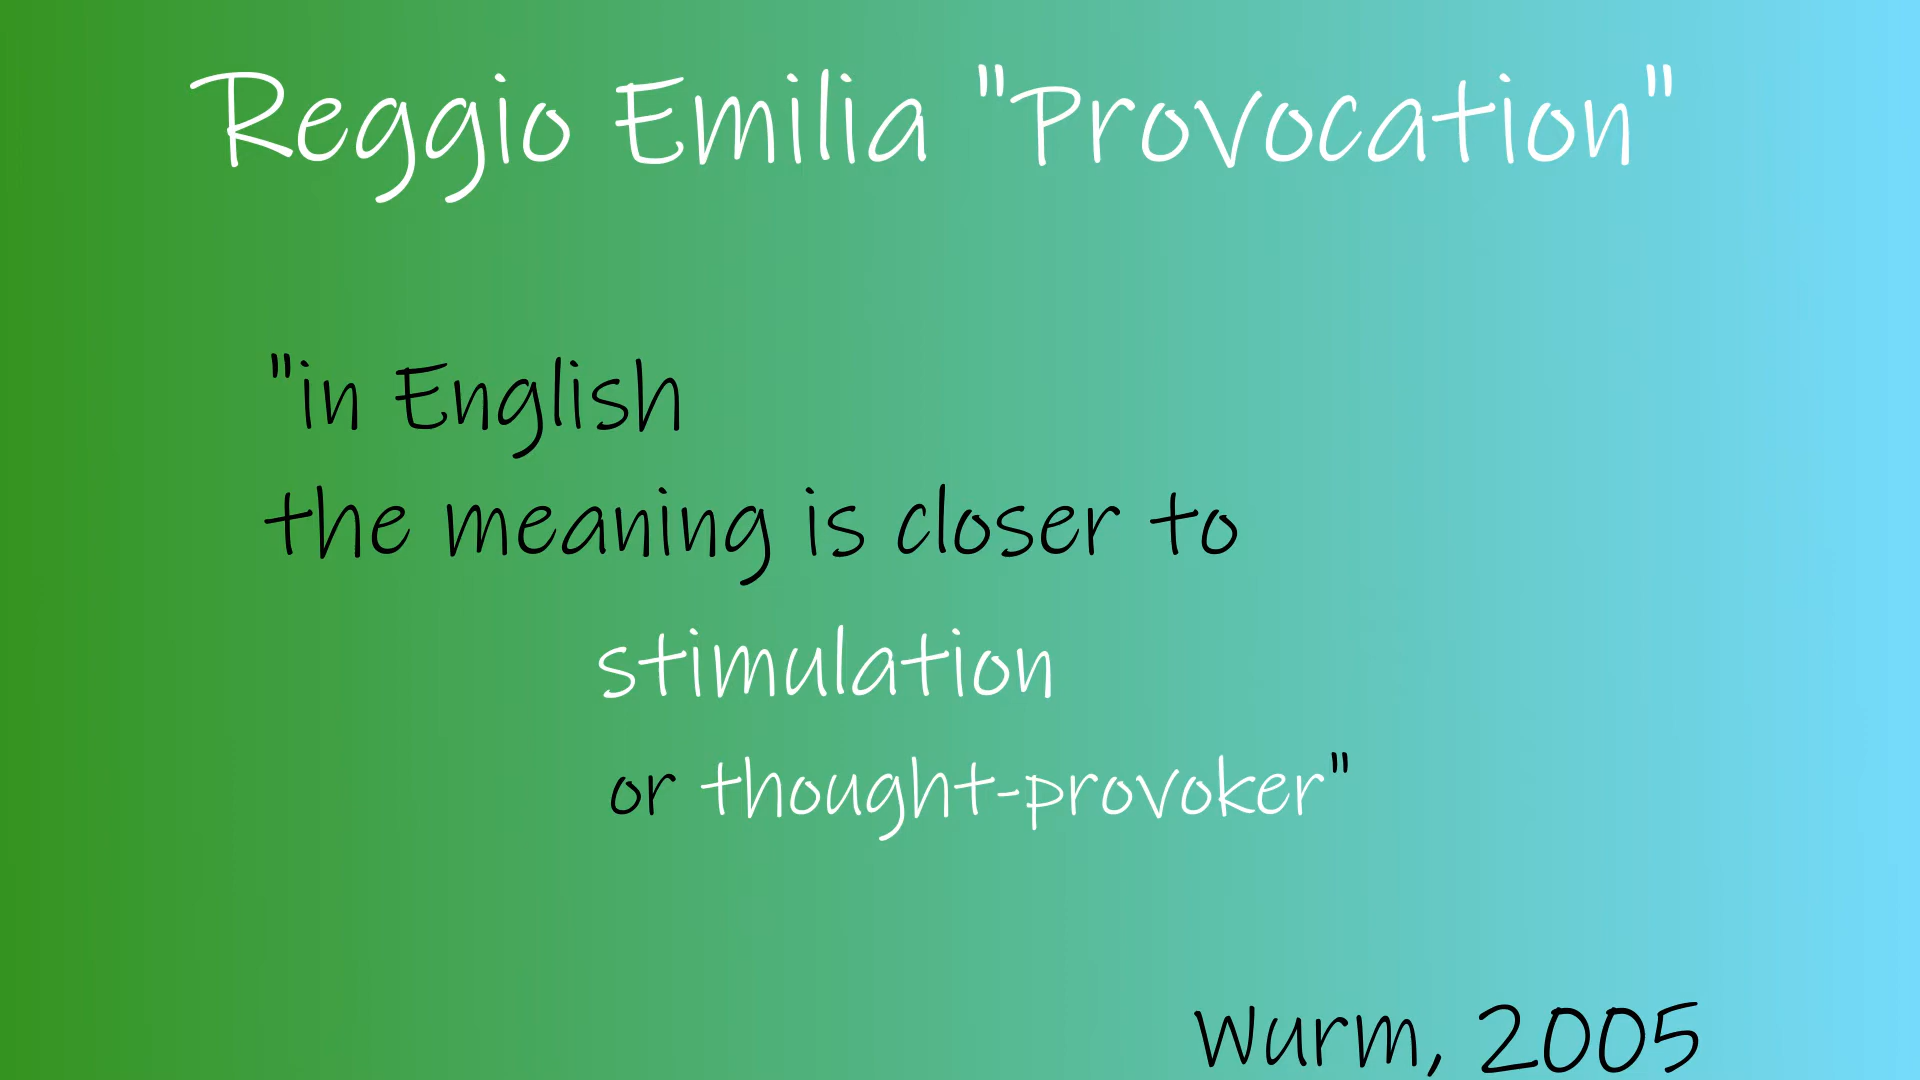 Reggio Emilia "Provocation"
"in English
the meaning is closer to
stimulation
or thought-provoker"
Wurm, 2005